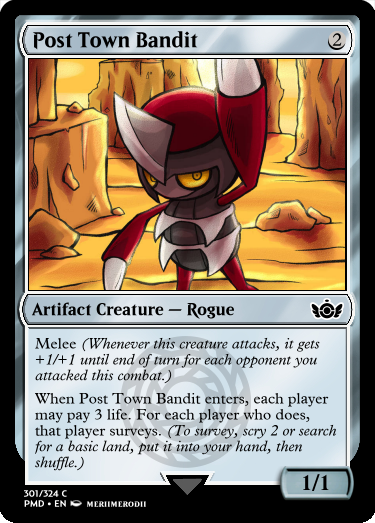 Post Town Bandit 2
Artifact Creature — Rogue
Melee (Whenever this creature attacks, it gets
+1/+1 until end of turn for each opponent you
attacked this combat.)
When Post Town Bandit enters, each player
may pay 3 life. For each player who does,
that player surveys. (To survey, scry 2 or search
for a basic land, put it into your hand, then
shuffle.)
1/1
301/324 C
PMD • EN MERIIMERODII